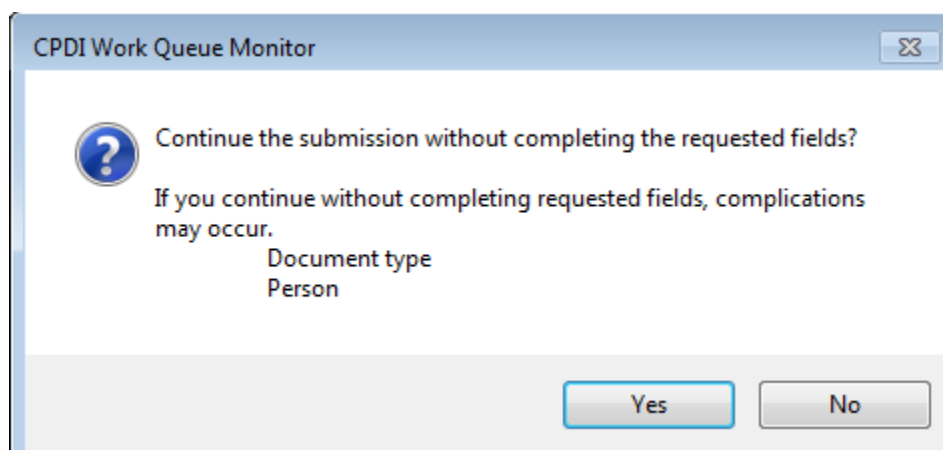 CPDI Work Queue Monitor
Continue the submission without completing the requested fields?
If you continue without completing requested fields, complications
may occur.
Document type
Person
Yes
No